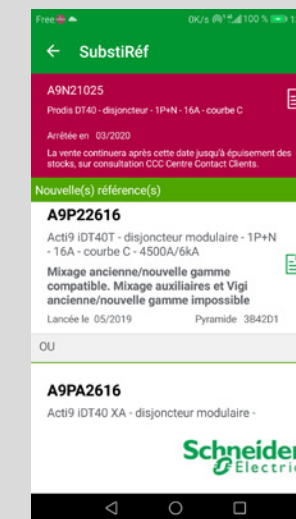 Free 0K/s 100 %
SubstiRéf
A9N21025
Prodis DT40 - disjoncteur - 1P+N - 16A - courbe C
Arrêtée en 03/2020
La vente continuera après cette date jusqu'à épuisement des
stocks, sur consultation CCC Centre Contact Clients.
Nouvelle(s) référence(s)
A9P22616
Acti9 iDT40T - disjoncteur modulaire - 1P+N
- 16A - courbe C - 4500A/6kA
Mixage ancienne/nouvelle gamme
compatible. Mixage auxiliaires et Vigi
ancienne/nouvelle gamme impossible
Lancée le 05/2019 Pyramide 3B42D1
OU
A9PA2616
Acti9 iDT40 XA - disjoncteur modulaire -
Schneider
Electric